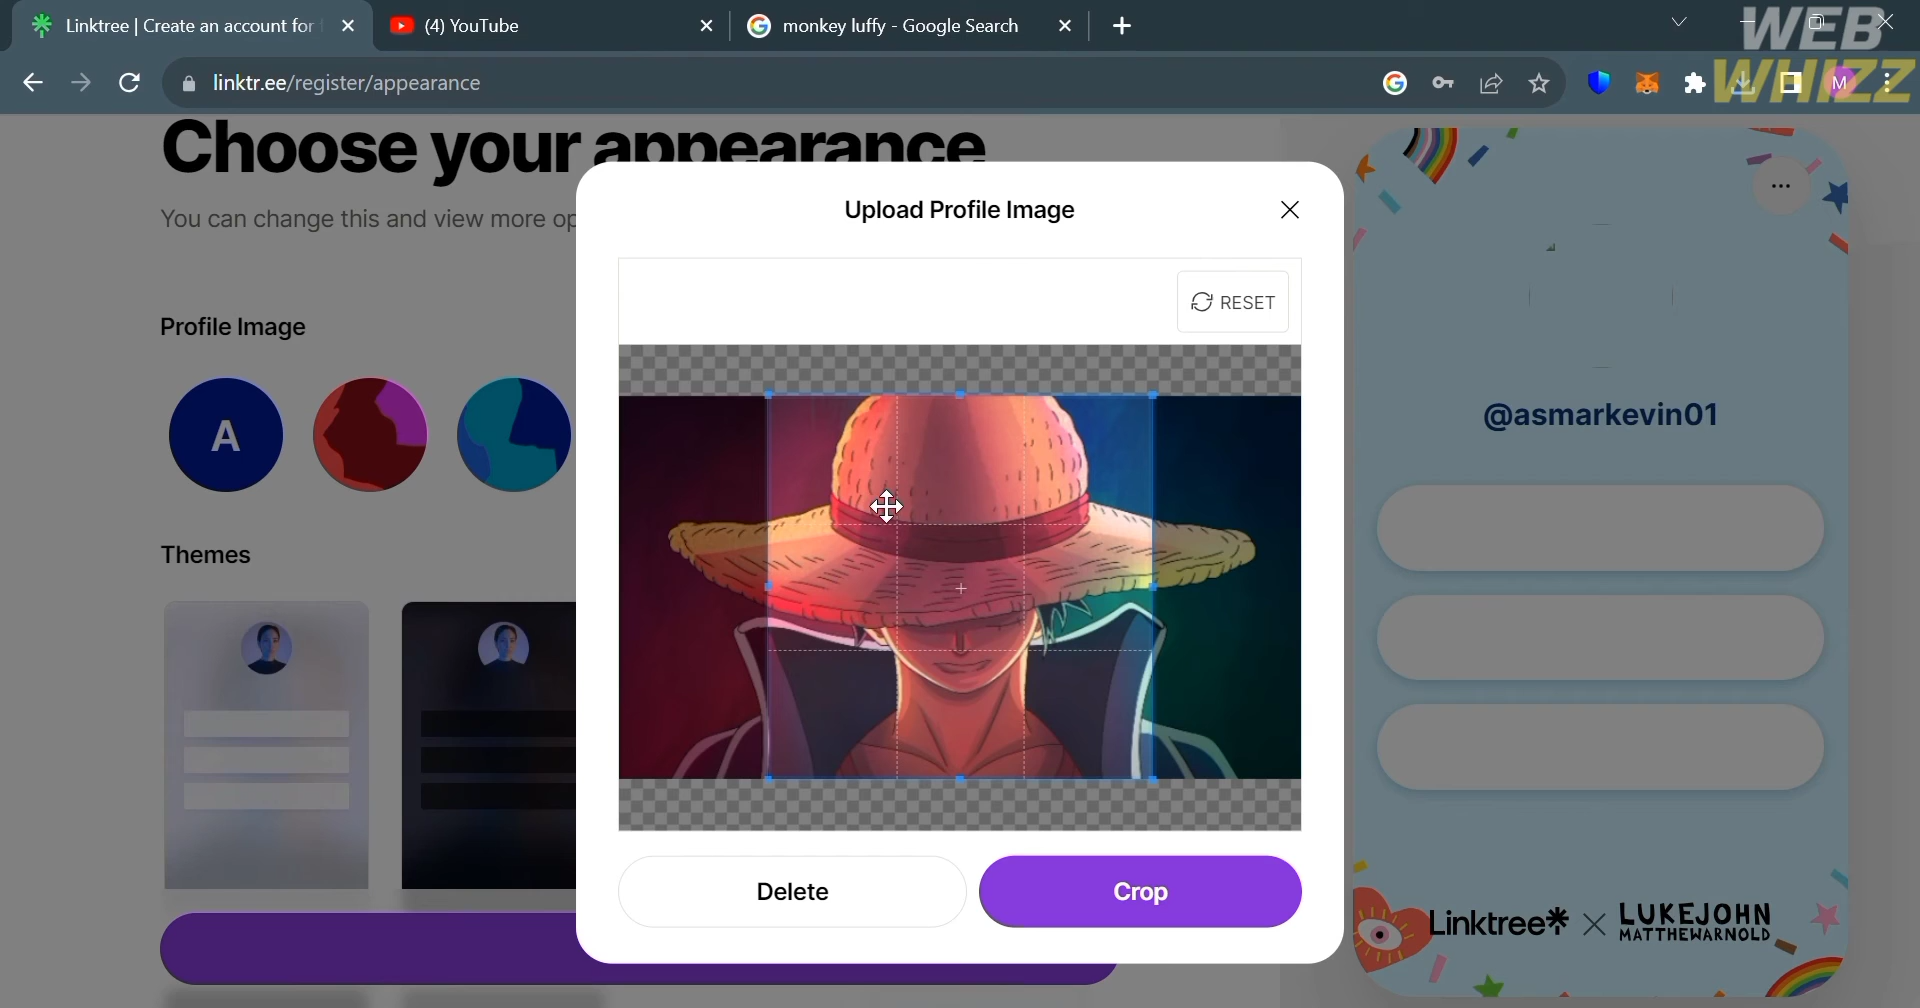 Linktree | Create an account for
(4) YouTube
monkey luffy - Google Search
WEB
WHIZZ
linktr.ee/register/appearance
M
Choose your appearance
You can change this and view more op
Upload Profile Image
RESET
Profile Image
A
@asmarkevin01
Themes
Delete
Crop
Linktree
LUKEJOHN
MATTHEWARNOLD